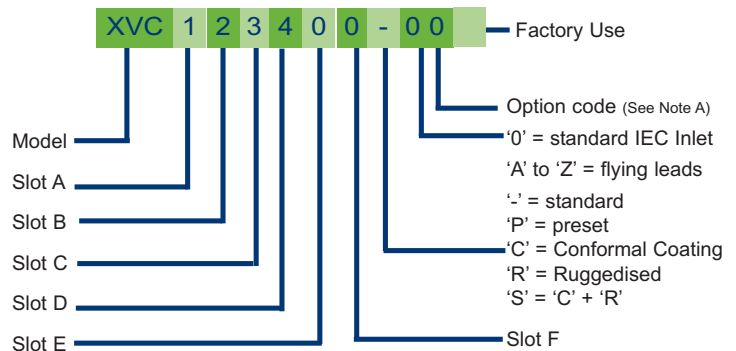 XVC 1 2 3 4 0 0 - 0 0
Factory Use
Option code (See Note A)
‘0’ = standard IEC Inlet
‘A’ to ‘Z’ = flying leads
‘-’ = standard
‘P’ = preset
‘C’ = Conformal Coating
‘R’ = Ruggedised
‘S’ = ‘C’ + ‘R’
Slot F
Model
Slot A
Slot B
Slot C
Slot D
Slot E